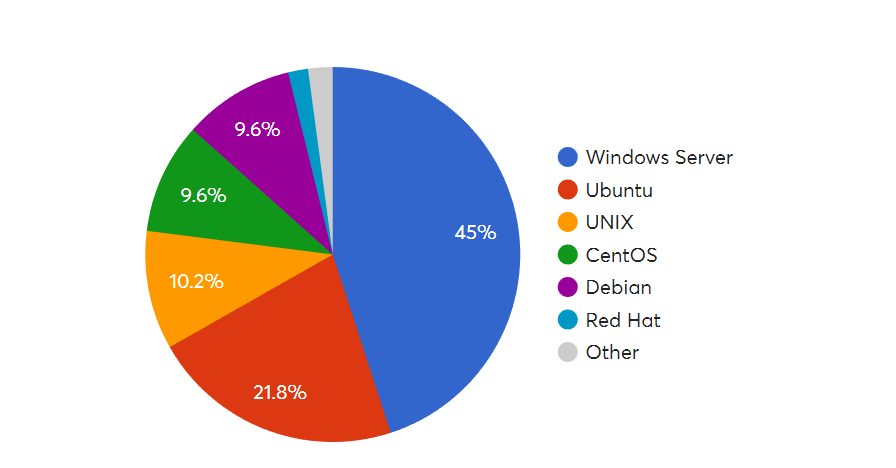 9.6%
9.6%
10.2%
21.8%
45%
Windows Server
Ubuntu
UNIX
CentOS
Debian
Red Hat
Other